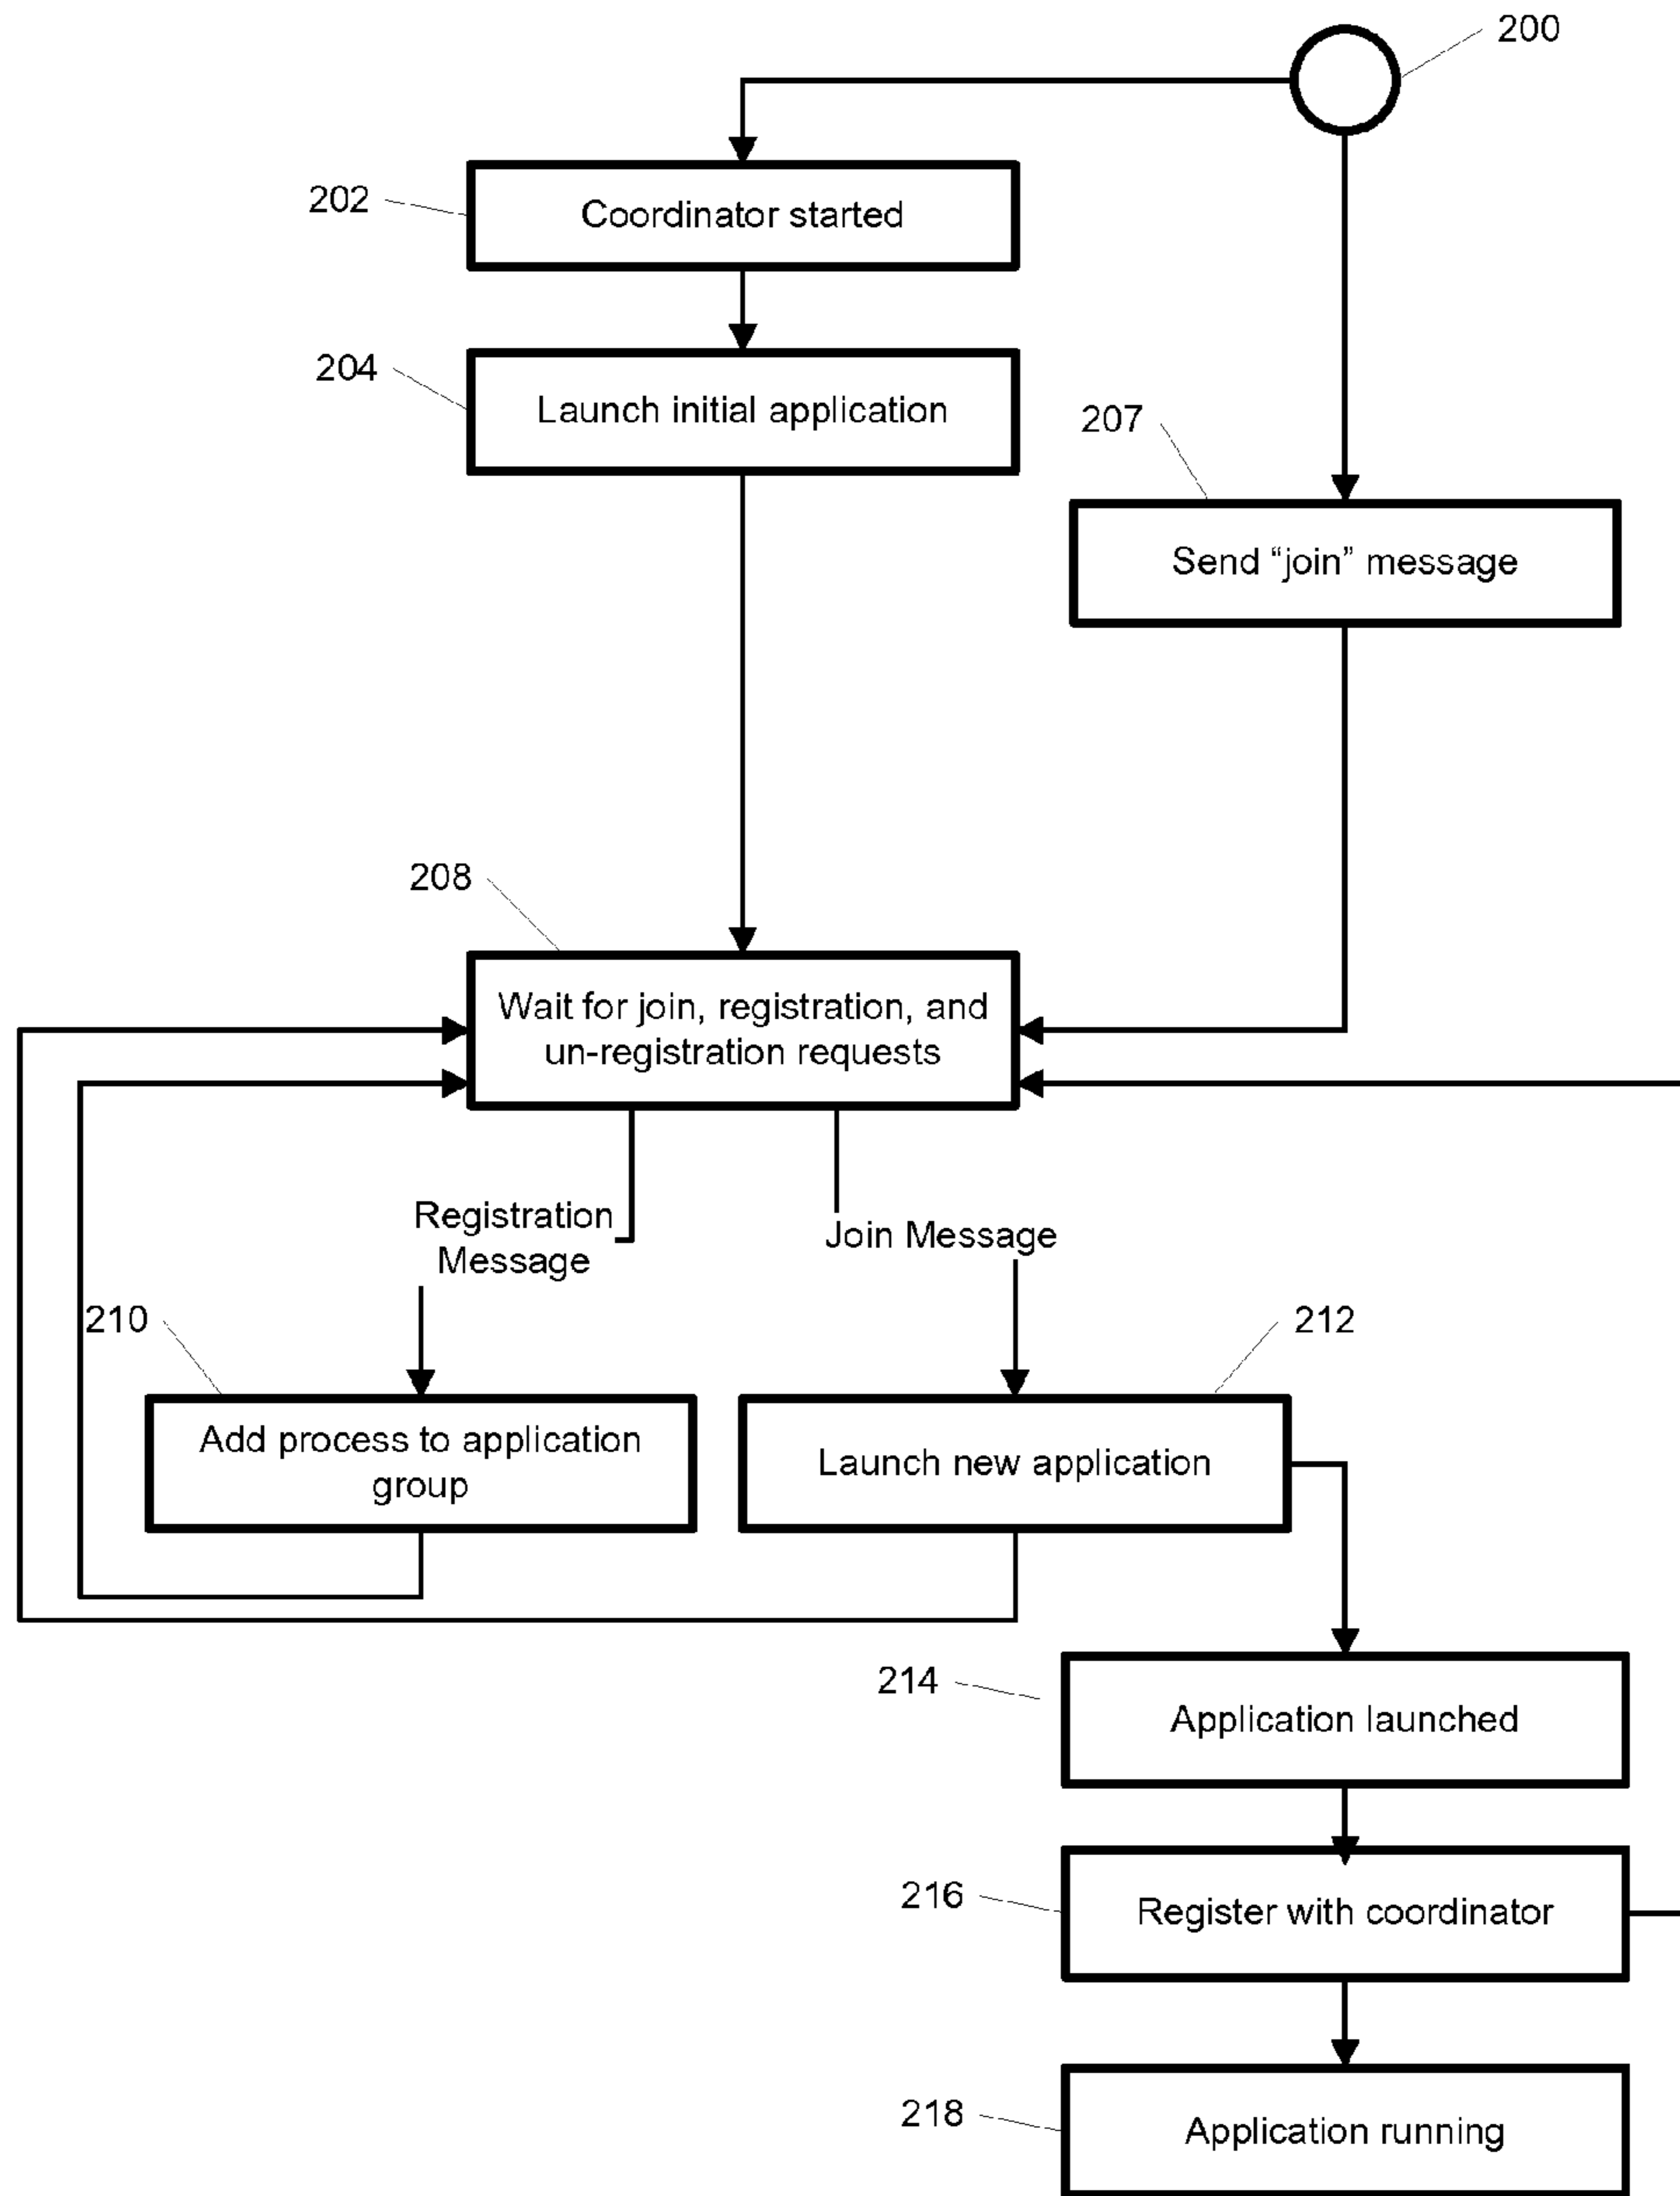 200
202
Coordinator started
204
Launch initial application
207
Send “join” message
208
Wait for join, registration, and
un-registration requests
Registration
Message
Join Message
210
212
Add process to application
group
Launch new application
214
Application launched
216
Register with coordinator
218
Application running